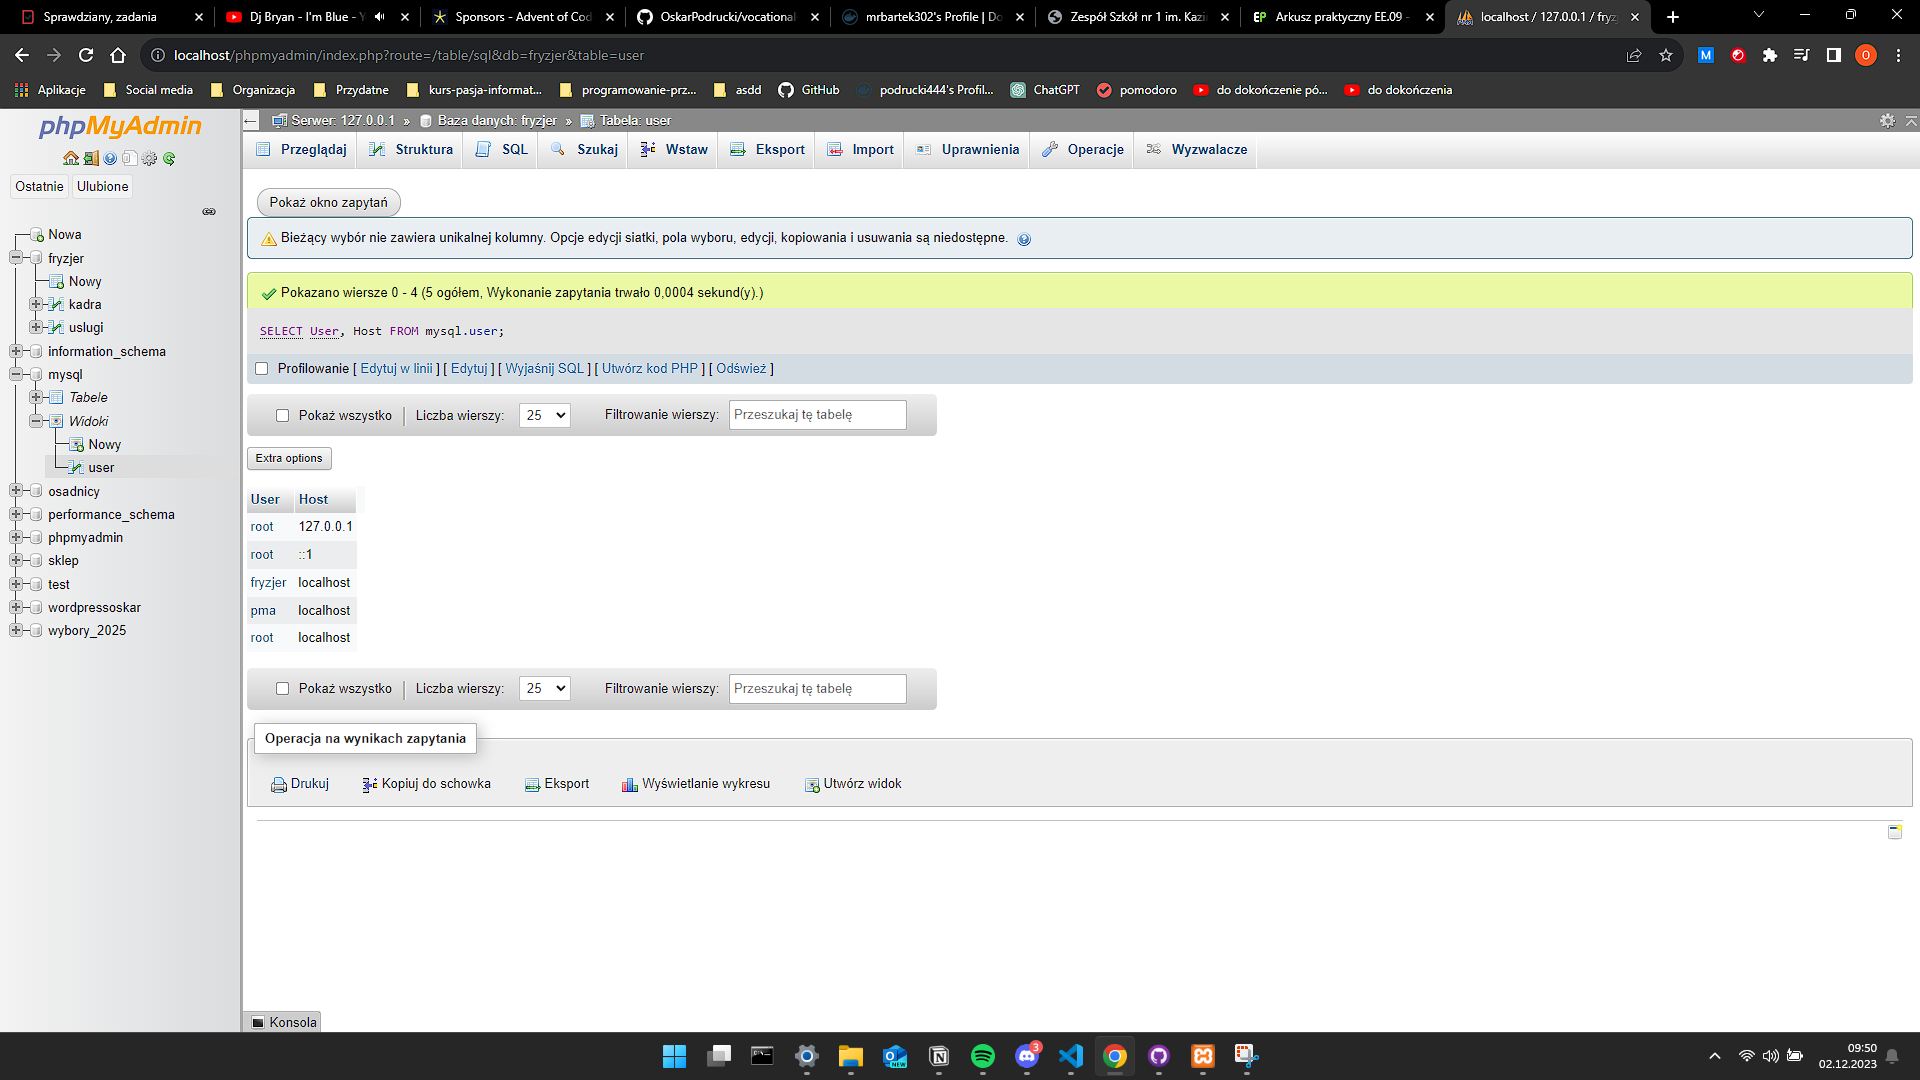 Sprawdziany, zadania
Dj Bryan - I'm Blue - Y
Sponsors - Advent of Cod
OskarPodrucki/vocational
mrbartek302's Profile | Do
Zespół Szkół nr 1 im. Kazi
EP
Arkusz praktyczny EE.09 -
localhost / 127.0.0.1 / fryz
localhost/phpmyadmin/index.php?route=/table/sql&db=fryzjer&table=user
M
O
Aplikacje
Social media
Organizacja
Przydatne
kurs-pasja-informat...
programowanie-prz...
asdd
GitHub
podrucki444's Profil...
ChatGPT
pomodoro
do dokończenie pó...
do dokończenia
phpMyAdmin
Ostatnie
Ulubione
Nowa
fryzjer
Nowy
kadra
uslugi
information_schema
mysql
Tabele
Widoki
Nowy
user
osadnicy
performance_schema
phpmyadmin
sklep
test
wordpressoskar
wybory_2025
Serwer: 127.0.0.1 » Baza danych: fryzjer » Tabela: user
Przeglądaj
Struktura
SQL
Szukaj
Wstaw
Eksport
Import
Uprawnienia
Operacje
Wyzwalacze
Pokaż okno zapytań
Bieżący wybór nie zawiera unikalnej kolumny. Opcje edycji siatki, pola wyboru, edycji, kopiowania i usuwania są niedostępne.
Pokazano wiersze 0 - 4 (5 ogółem, Wykonanie zapytania trwało 0,0004 sekund(y).)
SELECT User, Host FROM mysql.user;
Profilowanie [ Edytuj w linii ] [ Edytuj ] [ Wyjaśnij SQL ] [ Utwórz kod PHP ] [ Odśwież ]
Pokaż wszystko
Liczba wierszy:
25
Filtrowanie wierszy:
Przeszukaj tę tabelę
Extra options
User Host
root 127.0.0.1
root ::1
fryzjer localhost
pma localhost
root localhost
Pokaż wszystko
Liczba wierszy:
25
Filtrowanie wierszy:
Przeszukaj tę tabelę
Operacja na wynikach zapytania
Drukuj
Kopiuj do schowka
Eksport
Wyświetlanie wykresu
Utwórz widok
Konsola
NEW
3
09:50
02.12.2023